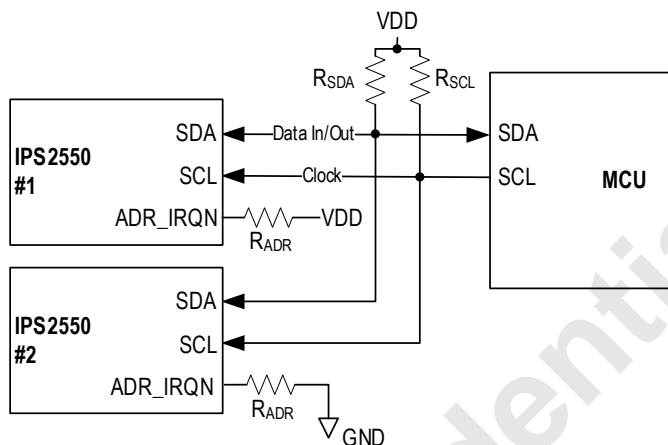 VDD
RSDA
RSCL
SDA
Data In/Out
SDA
IPS2550
#1
SCL
Clock
SCL
MCU
ADR_IRQN
VDD
RADR
SDA
IPS2550
#2
SCL
ADR_IRQN
RADR
GND